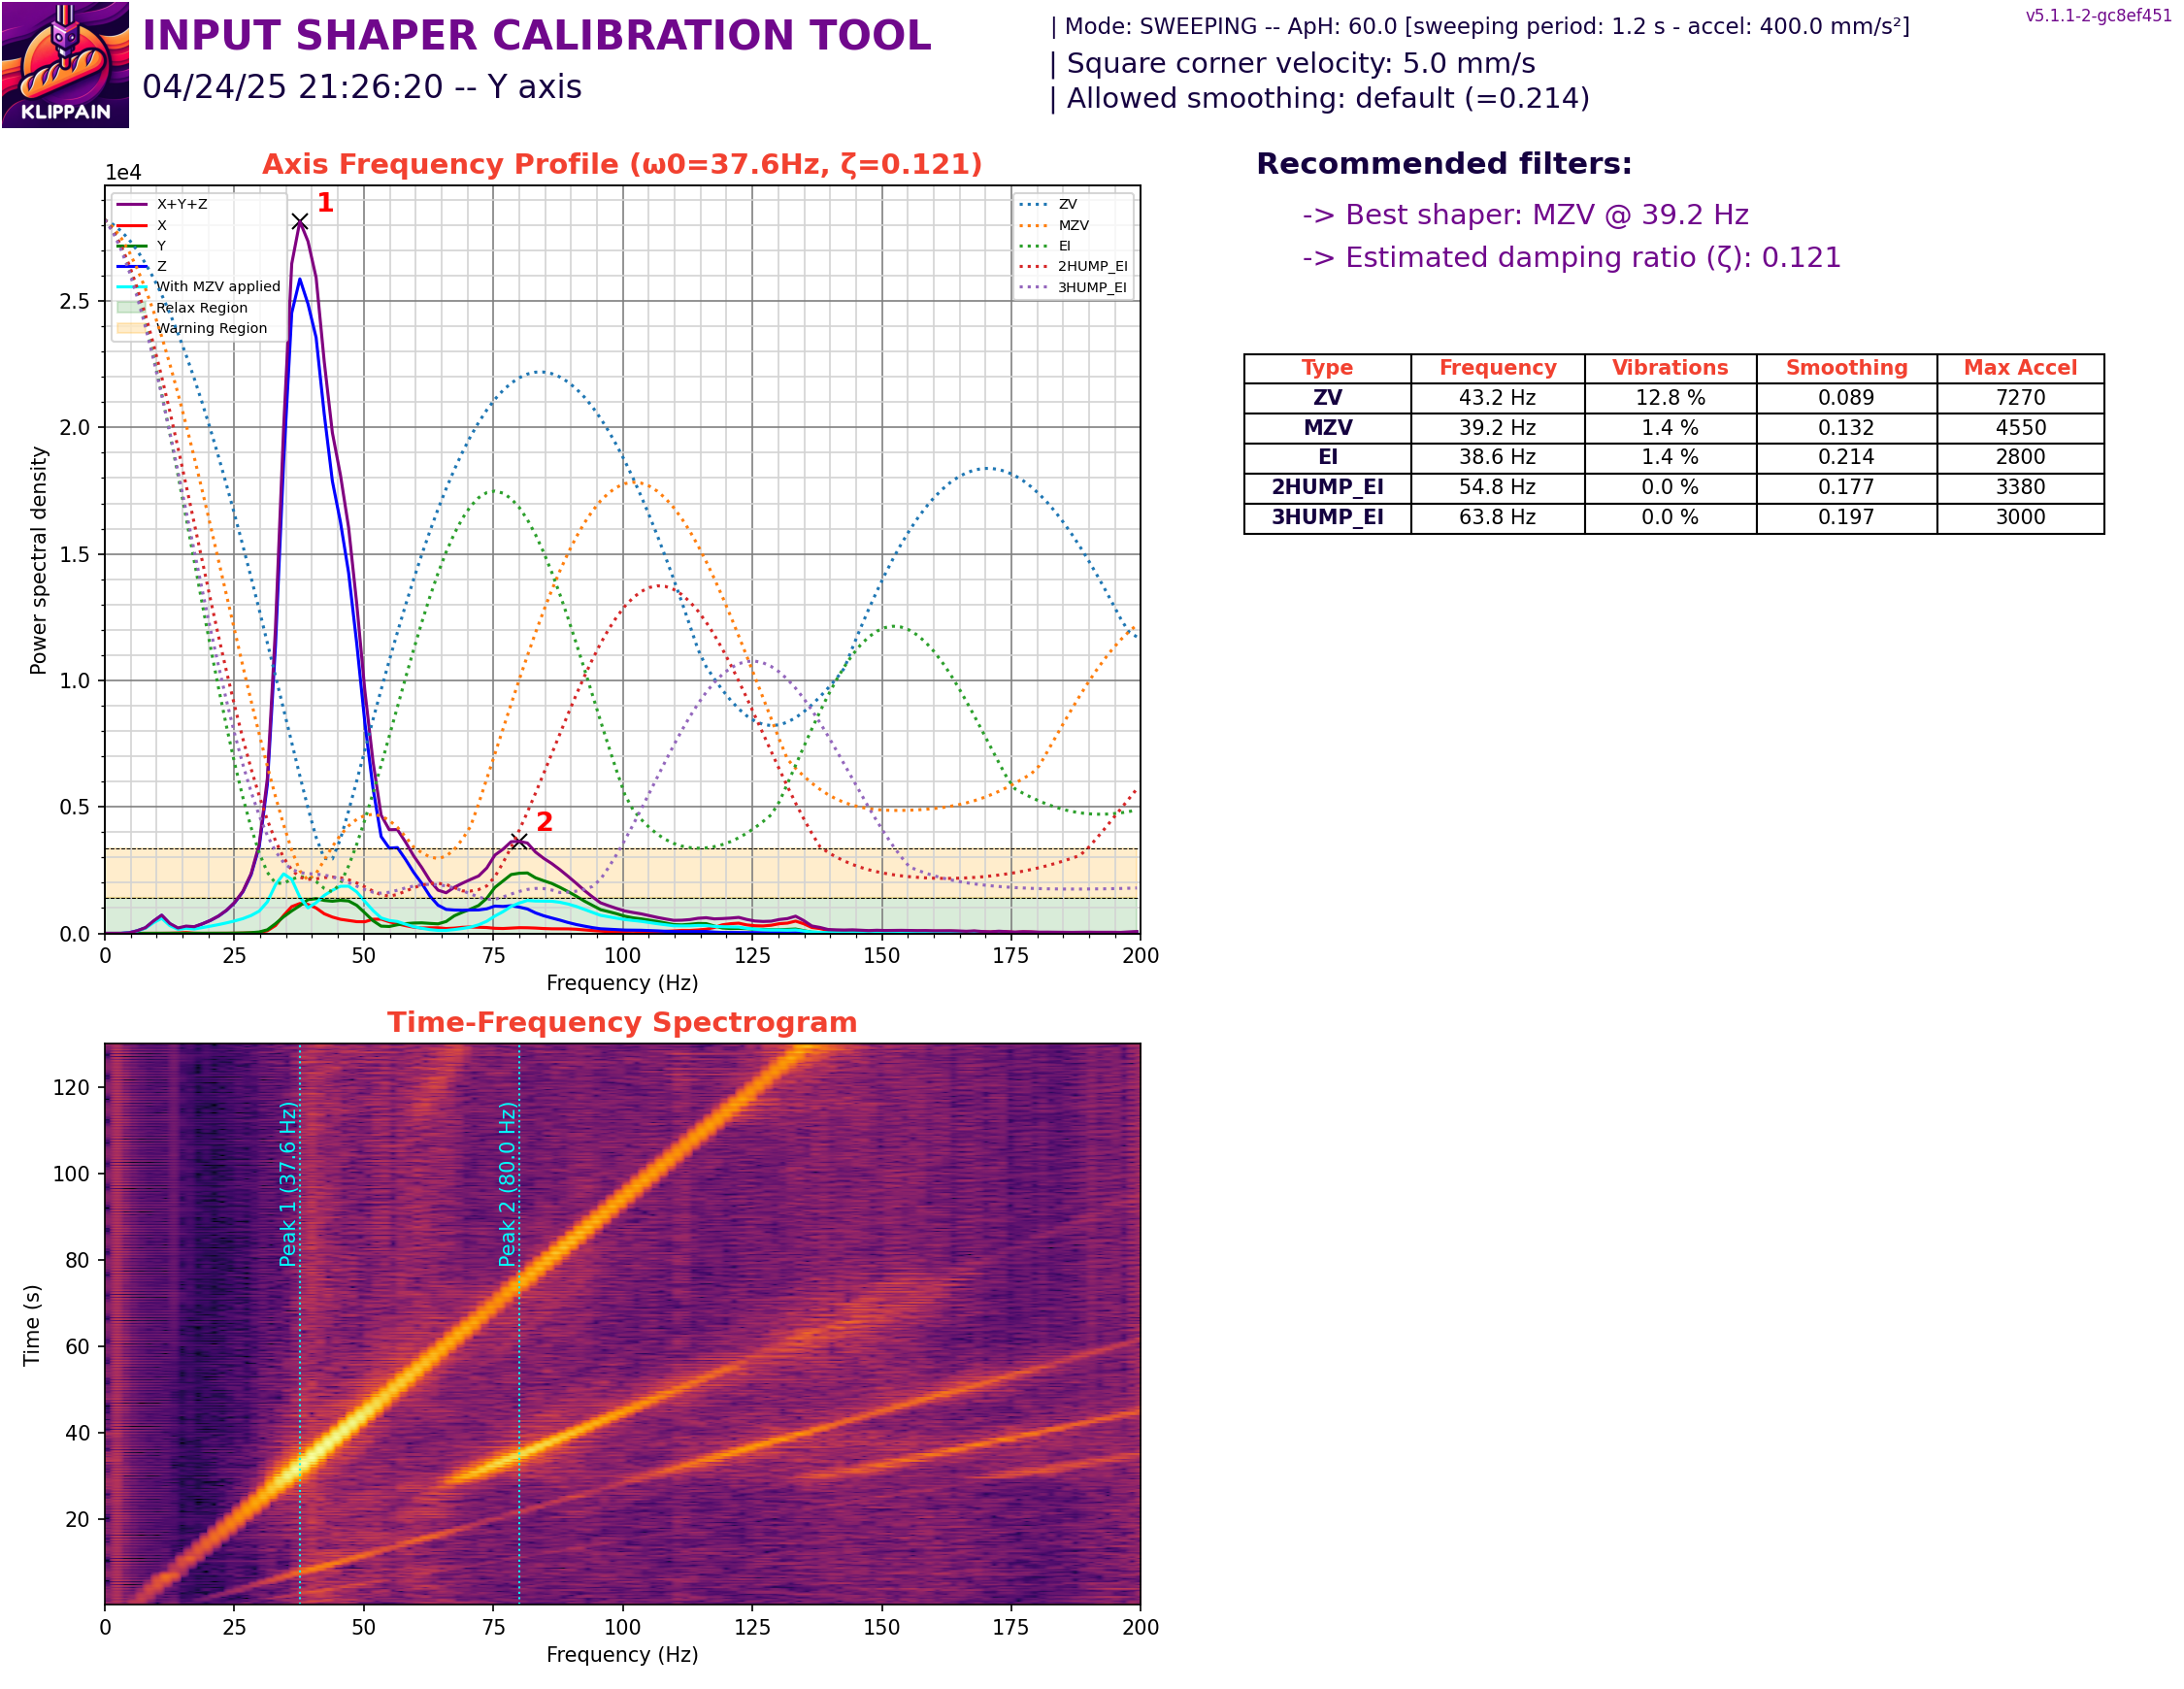 INPUT SHAPER CALIBRATION TOOL
04/24/25 21:26:20 -- Y axis
KLIPPAIN
| Mode: SWEEPING -- ApH: 60.0 [sweeping period: 1.2 s - accel: 400.0 mm/s²]
| Square corner velocity: 5.0 mm/s
| Allowed smoothing: default (=0.214)
v5.1.1-2-gc8ef451
Axis Frequency Profile (ω0=37.6Hz, ζ=0.121)
1e4
X+Y+Z
X
Y
Z
With MZV applied
Relax Region
Warning Region
ZV
MZV
EI
2HUMP_EI
3HUMP_EI
1
2
2.5
2.0
1.5
1.0
0.5
0.0
Power spectral density
0 25 50 75 100 125 150 175 200
Frequency (Hz)
Recommended filters:
-> Best shaper: MZV @ 39.2 Hz
-> Estimated damping ratio (ζ): 0.121
Type Frequency Vibrations Smoothing Max Accel
ZV 43.2 Hz 12.8 % 0.089 7270
MZV 39.2 Hz 1.4 % 0.132 4550
EI 38.6 Hz 1.4 % 0.214 2800
2HUMP_EI 54.8 Hz 0.0 % 0.177 3380
3HUMP_EI 63.8 Hz 0.0 % 0.197 3000
Time-Frequency Spectrogram
Peak 1 (37.6 Hz)
Peak 2 (80.0 Hz)
120
100
80
60
40
20
Time (s)
0 25 50 75 100 125 150 175 200
Frequency (Hz)